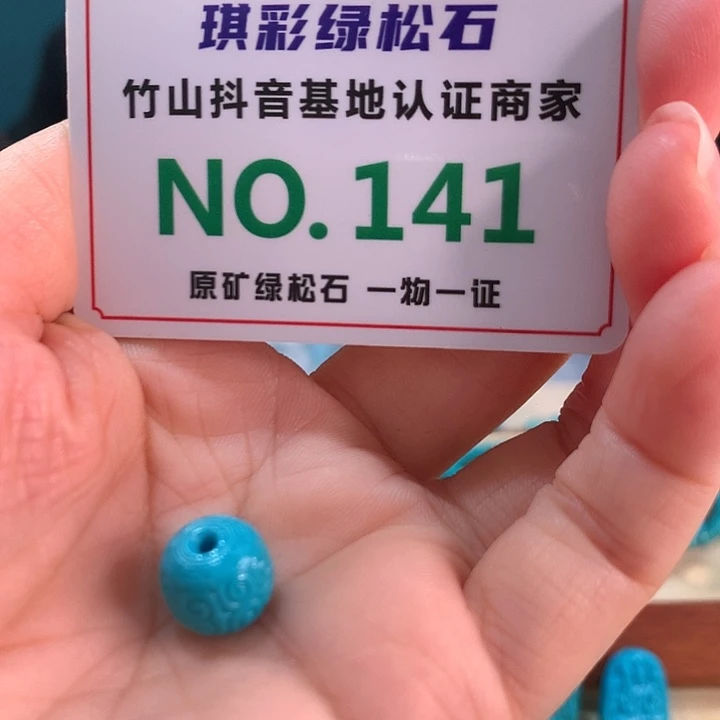 琪彩绿松石
竹山抖音基地认证商家
NO.141
原矿绿松石 一物一证